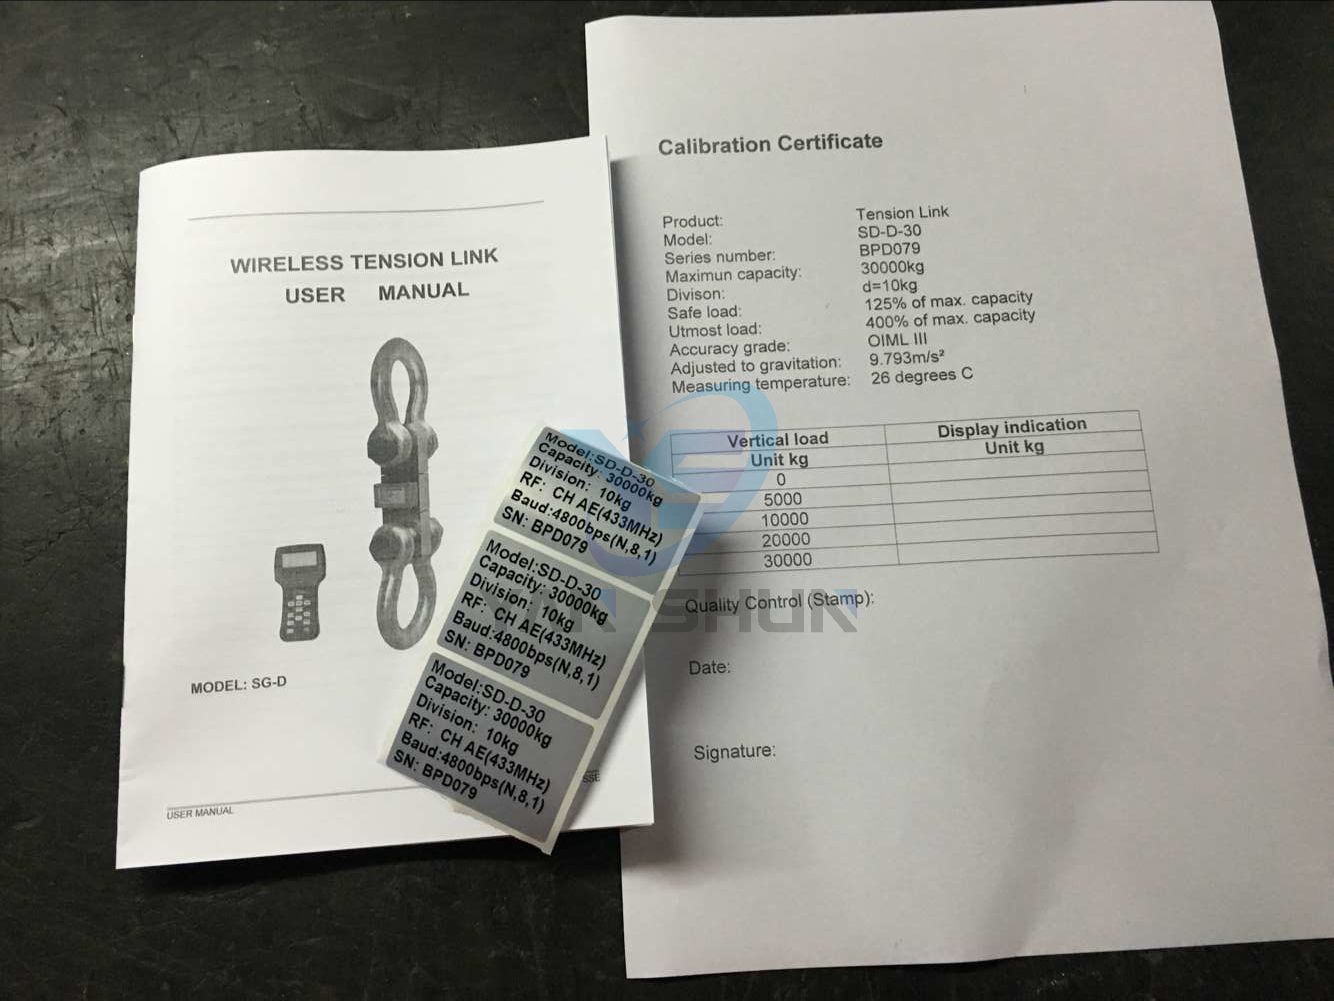 WIRELESS TENSION LINK
USER MANUAL
MODEL: SG-D
USER MANUAL
SSE
Model:SD-D-30
Capacity: 30000kg
Division: 10kg
RF: CH AE(433MHz)
Baud:4800bps(N,8,1)
SN: BPD079
Model:SD-D-30
Capacity: 30000kg
Division: 10kg
RF: CH AE(433MHz)
Baud:4800bps(N,8,1)
SN: BPD079
Model:SD-D-30
Capacity: 30000kg
Division: 10kg
RF: CH AE(433MHz)
Baud:4800bps(N,8,1)
SN: BPD079
Calibration Certificate
Product: Tension Link
Model: SD-D-30
Series number: BPD079
Maximun capacity: 30000kg
Divison: d=10kg
Safe load: 125% of max. capacity
Utmost load: 400% of max. capacity
Accuracy grade: OIML III
Adjusted to gravitation: 9.793m/s²
Measuring temperature: 26 degrees C
Vertical load Display indication
Unit kg Unit kg
0
5000
10000
20000
30000
Quality Control (Stamp):
Date:
Signature: